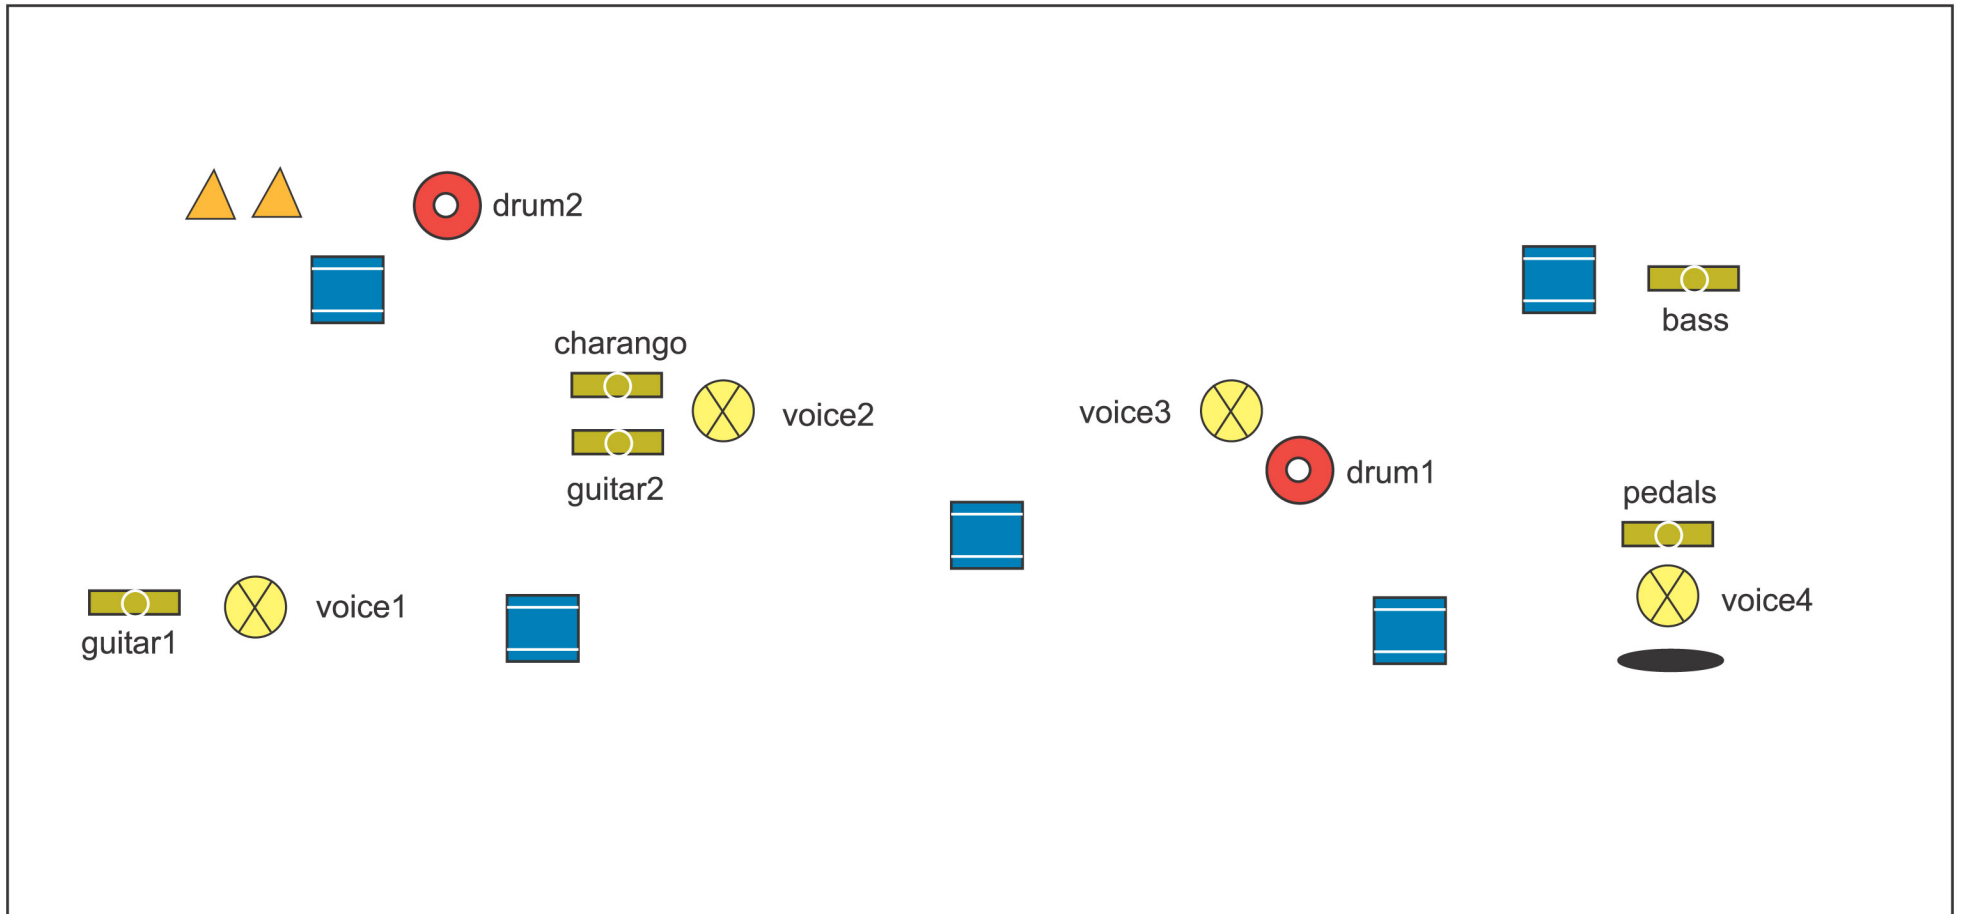 drum2
bass
charango
voice2
voice3
guitar2
drum1
pedals
voice1
voice4
guitar1